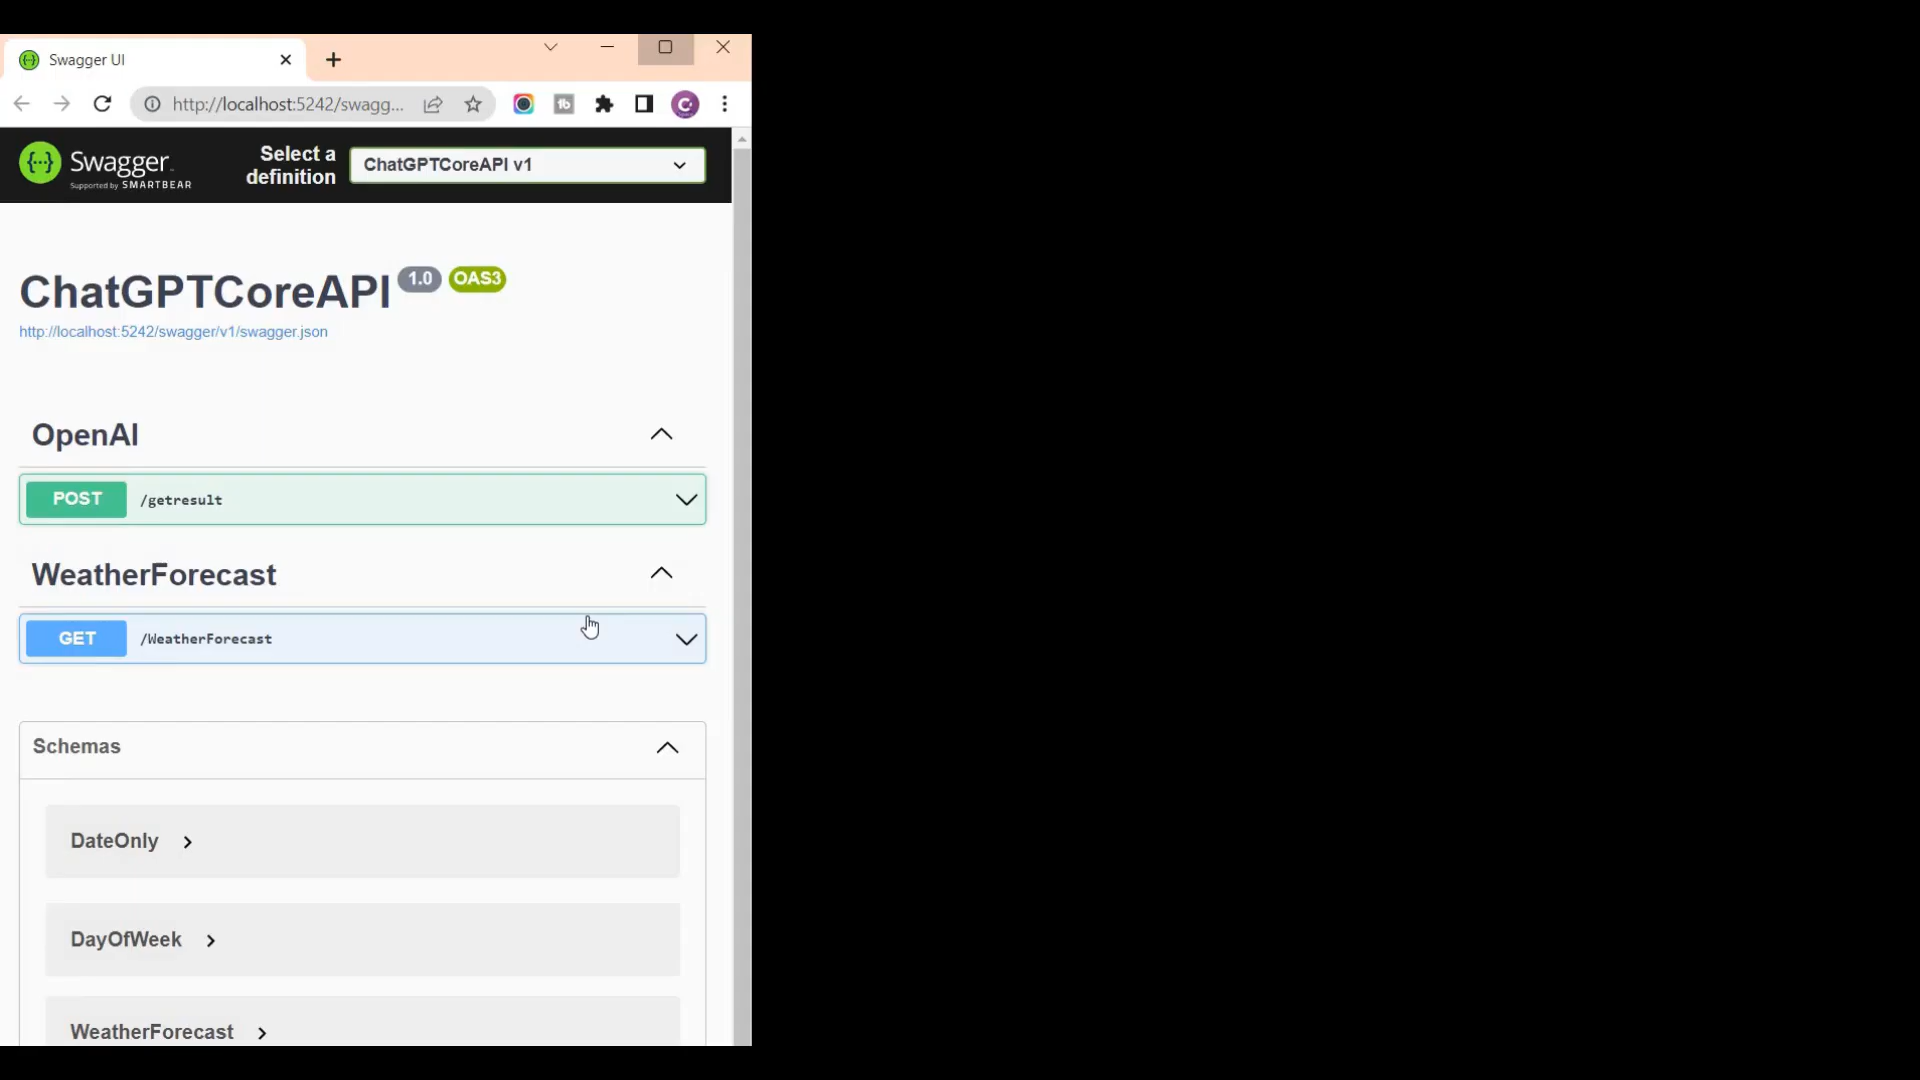 Swagger UI
http://localhost:5242/swagg...
Swagger
Supported by SMARTBEAR
Select a
definition
ChatGPTCoreAPI v1
ChatGPTCoreAPI 1.0 OAS3
http://localhost:5242/swagger/v1/swagger.json
OpenAI
POST /getresult
WeatherForecast
GET /WeatherForecast
Schemas
DateOnly
DayOfWeek
WeatherForecast